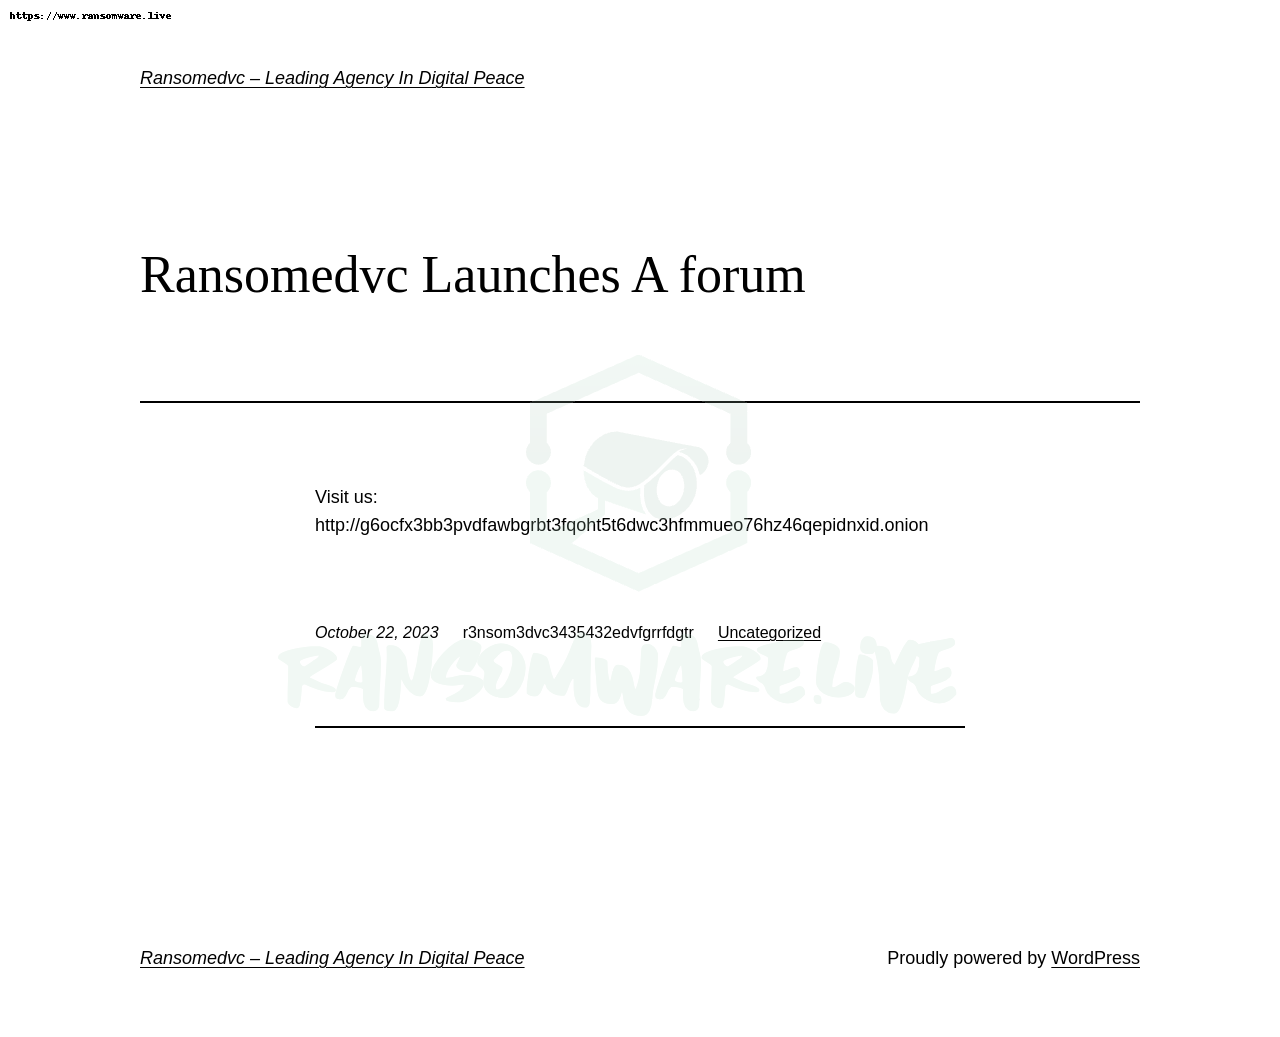 https://www.ransomware.live
Ransomedvc – Leading Agency In Digital Peace
Ransomedvc Launches A forum
Visit us:
http://g6ocfx3bb3pvdfawbgrbt3fqoht5t6dwc3hfmmueo76hz46qepidnxid.onion
October 22, 2023 r3nsom3dvc3435432edvfgrrfdgtr Uncategorized
RANSOMWARE.LiVE
Ransomedvc – Leading Agency In Digital Peace Proudly powered by WordPress